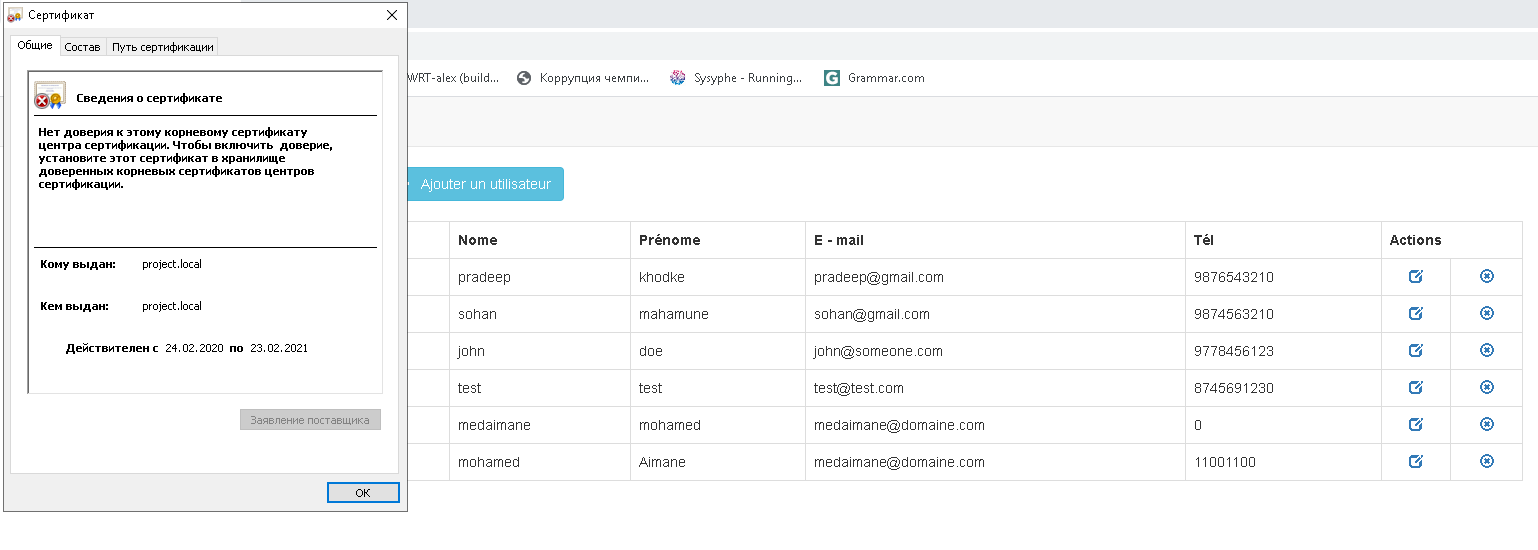 Сертификат
Общие Состав Путь сертификации
Сведения о сертификате
Нет доверия к этому корневому сертификату
центра сертификации. Чтобы включить доверие,
установите этот сертификат в хранилище
доверенных корневых сертификатов центров
сертификации.
Кому выдан: project.local
Кем выдан: project.local
Действителен с 24.02.2020 по 23.02.2021
Заявление поставщика
OK
WRT-alex (build... Коррупция чемпи... Sysyphe - Running... Grammar.com
Ajouter un utilisateur
Nome Prénome E - mail Tél Actions
pradeep khodke pradeep@gmail.com 9876543210
sohan mahamune sohan@gmail.com 9874563210
john doe john@someone.com 9778456123
test test test@test.com 8745691230
medaimane mohamed medaimane@domaine.com 0
mohamed Aimane medaimane@domaine.com 11001100